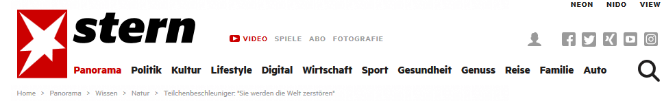 NEON NIDO VIEW
stern
VIDEO SPIELE ABO FOTOGRAFIE
Panorama Politik Kultur Lifestyle Digital Wirtschaft Sport Gesundheit Genuss Reise Familie Auto
Home > Panorama > Wissen > Natur > Teilchenbeschleuniger: "Sie werden die Welt zerstören"